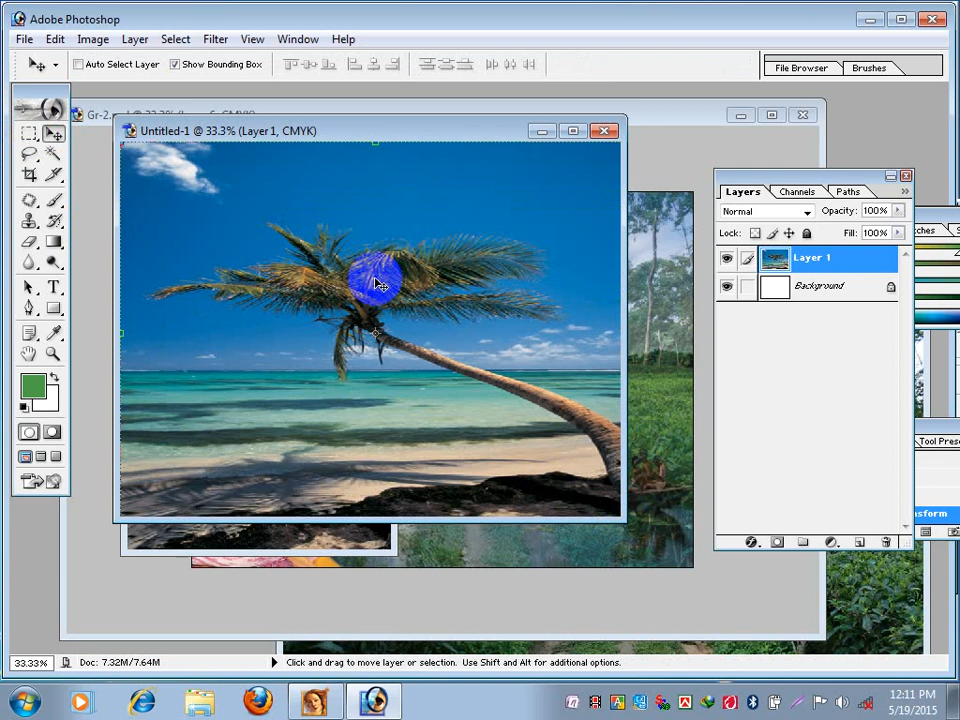 Adobe Photoshop
File Edit Image Layer Select Filter View Window Help
Auto Select Layer Show Bounding Box File Browser Brushes
Untitled-1 @ 33.3% (Layer 1, CMYK)
Layers Channels Paths
Normal Opacity: 100%
Lock: Fill: 100%
Layer 1
Background
Tool Pres
nsform
33.33% Doc: 7.32M/7.64M Click and drag to move layer or selection. Use Shift and Alt for additional options.
12:11 PM
5/19/2015